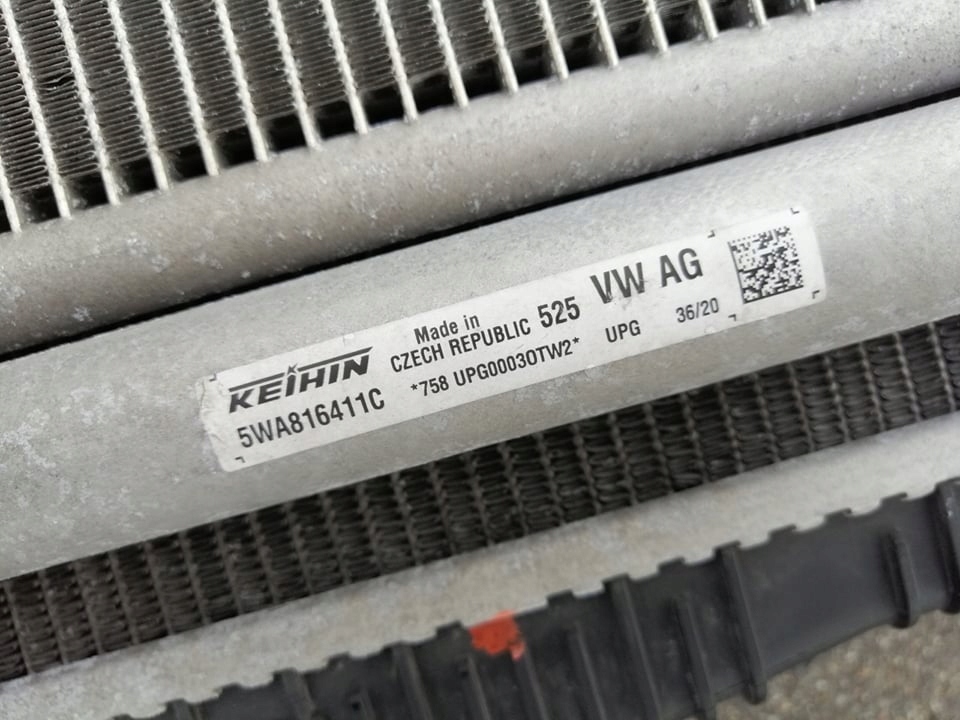 KEIHIN
Made in
CZECH REPUBLIC 525 VW AG
5WA816411C
*758 UPG00030TW2* UPG 36/20